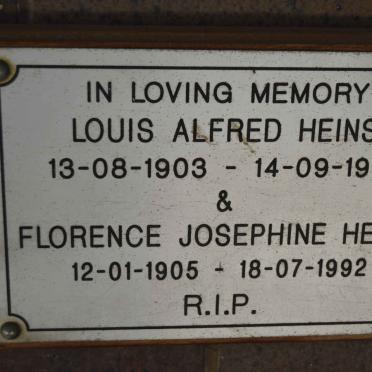 IN LOVING MEMORY
LOUIS ALFRED HEINS
13-08-1903 - 14-09-19
&
FLORENCE JOSEPHINE HE
12-01-1905 - 18-07-1992
R.I.P.